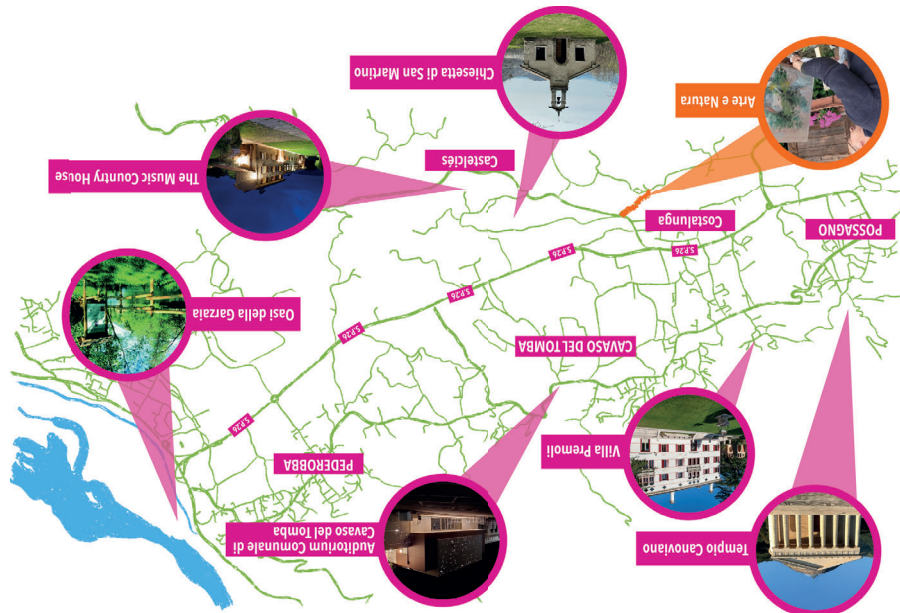 Tempio Canoviano
Auditorium Comunale di
Cavaso del Tomba
Villa Premoli
PEDEROBBA
S.P.26
CAVASO DEL TOMBA
S.P.26
Oasi della Garzaia
S.P.26
S.P.26
S.P.26
POSSAGNO
Costalunga
The Music Country House
Castelciés
Arte e Natura
Chiesetta di San Martino